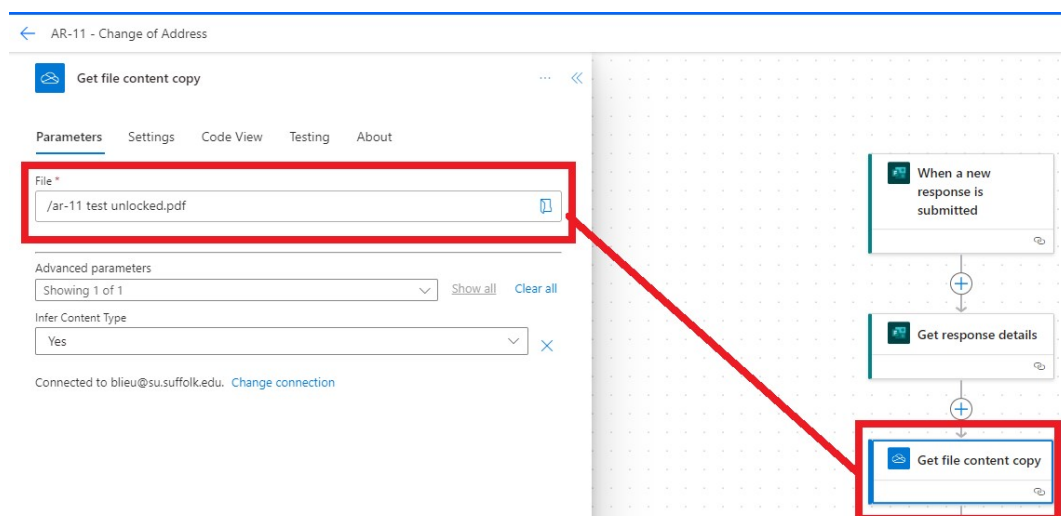 AR-11 - Change of Address
Get file content copy
Parameters Settings Code View Testing About
File *
/ar-11 test unlocked.pdf
Advanced parameters
Showing 1 of 1 Show all Clear all
Infer Content Type
Yes
Connected to blieu@su.suffolk.edu. Change connection
When a new
response is
submitted
Get response details
Get file content copy